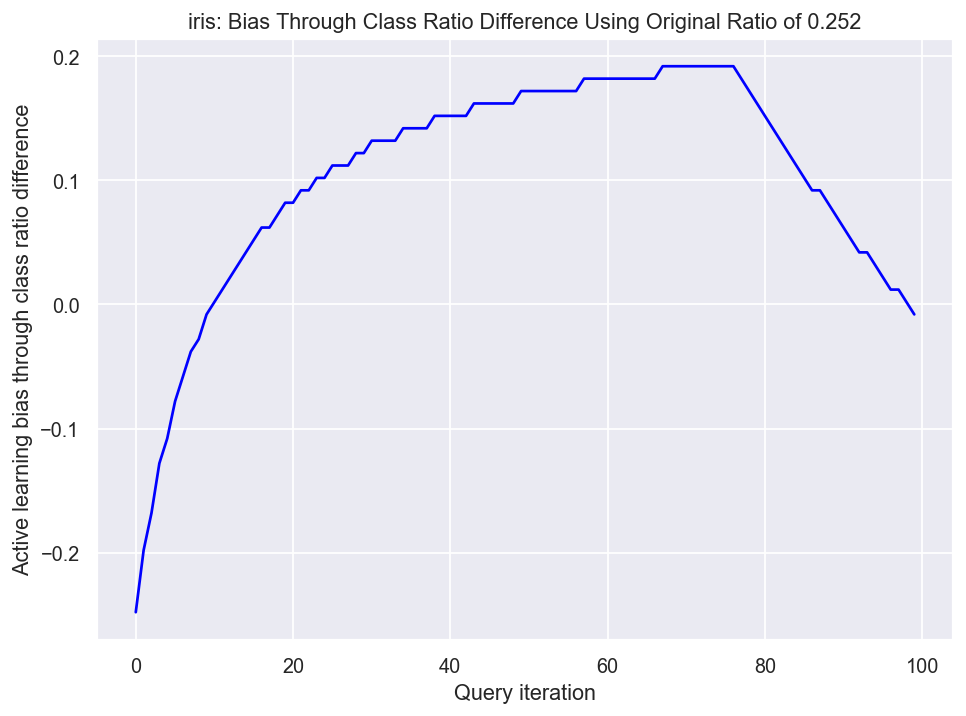 iris: Bias Through Class Ratio Difference Using Original Ratio of 0.252
Active learning bias through class ratio difference
0.2
0.1
0.0
−0.1
−0.2
0 20 40 60 80 100
Query iteration